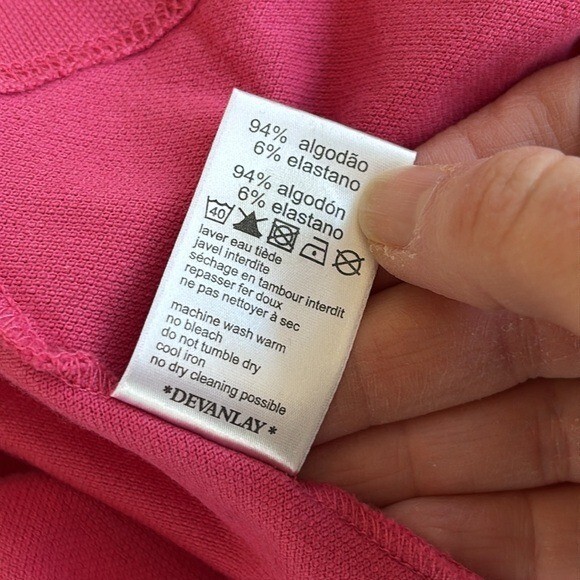 94% algodão
6% elastano
94% algodón
6% elastano
40
laver eau tiède
javel interdite
séchage en tambour interdit
repasser fer doux
ne pas nettoyer à sec
machine wash warm
no bleach
do not tumble dry
cool iron
no dry cleaning possible
*DEVANLAY*